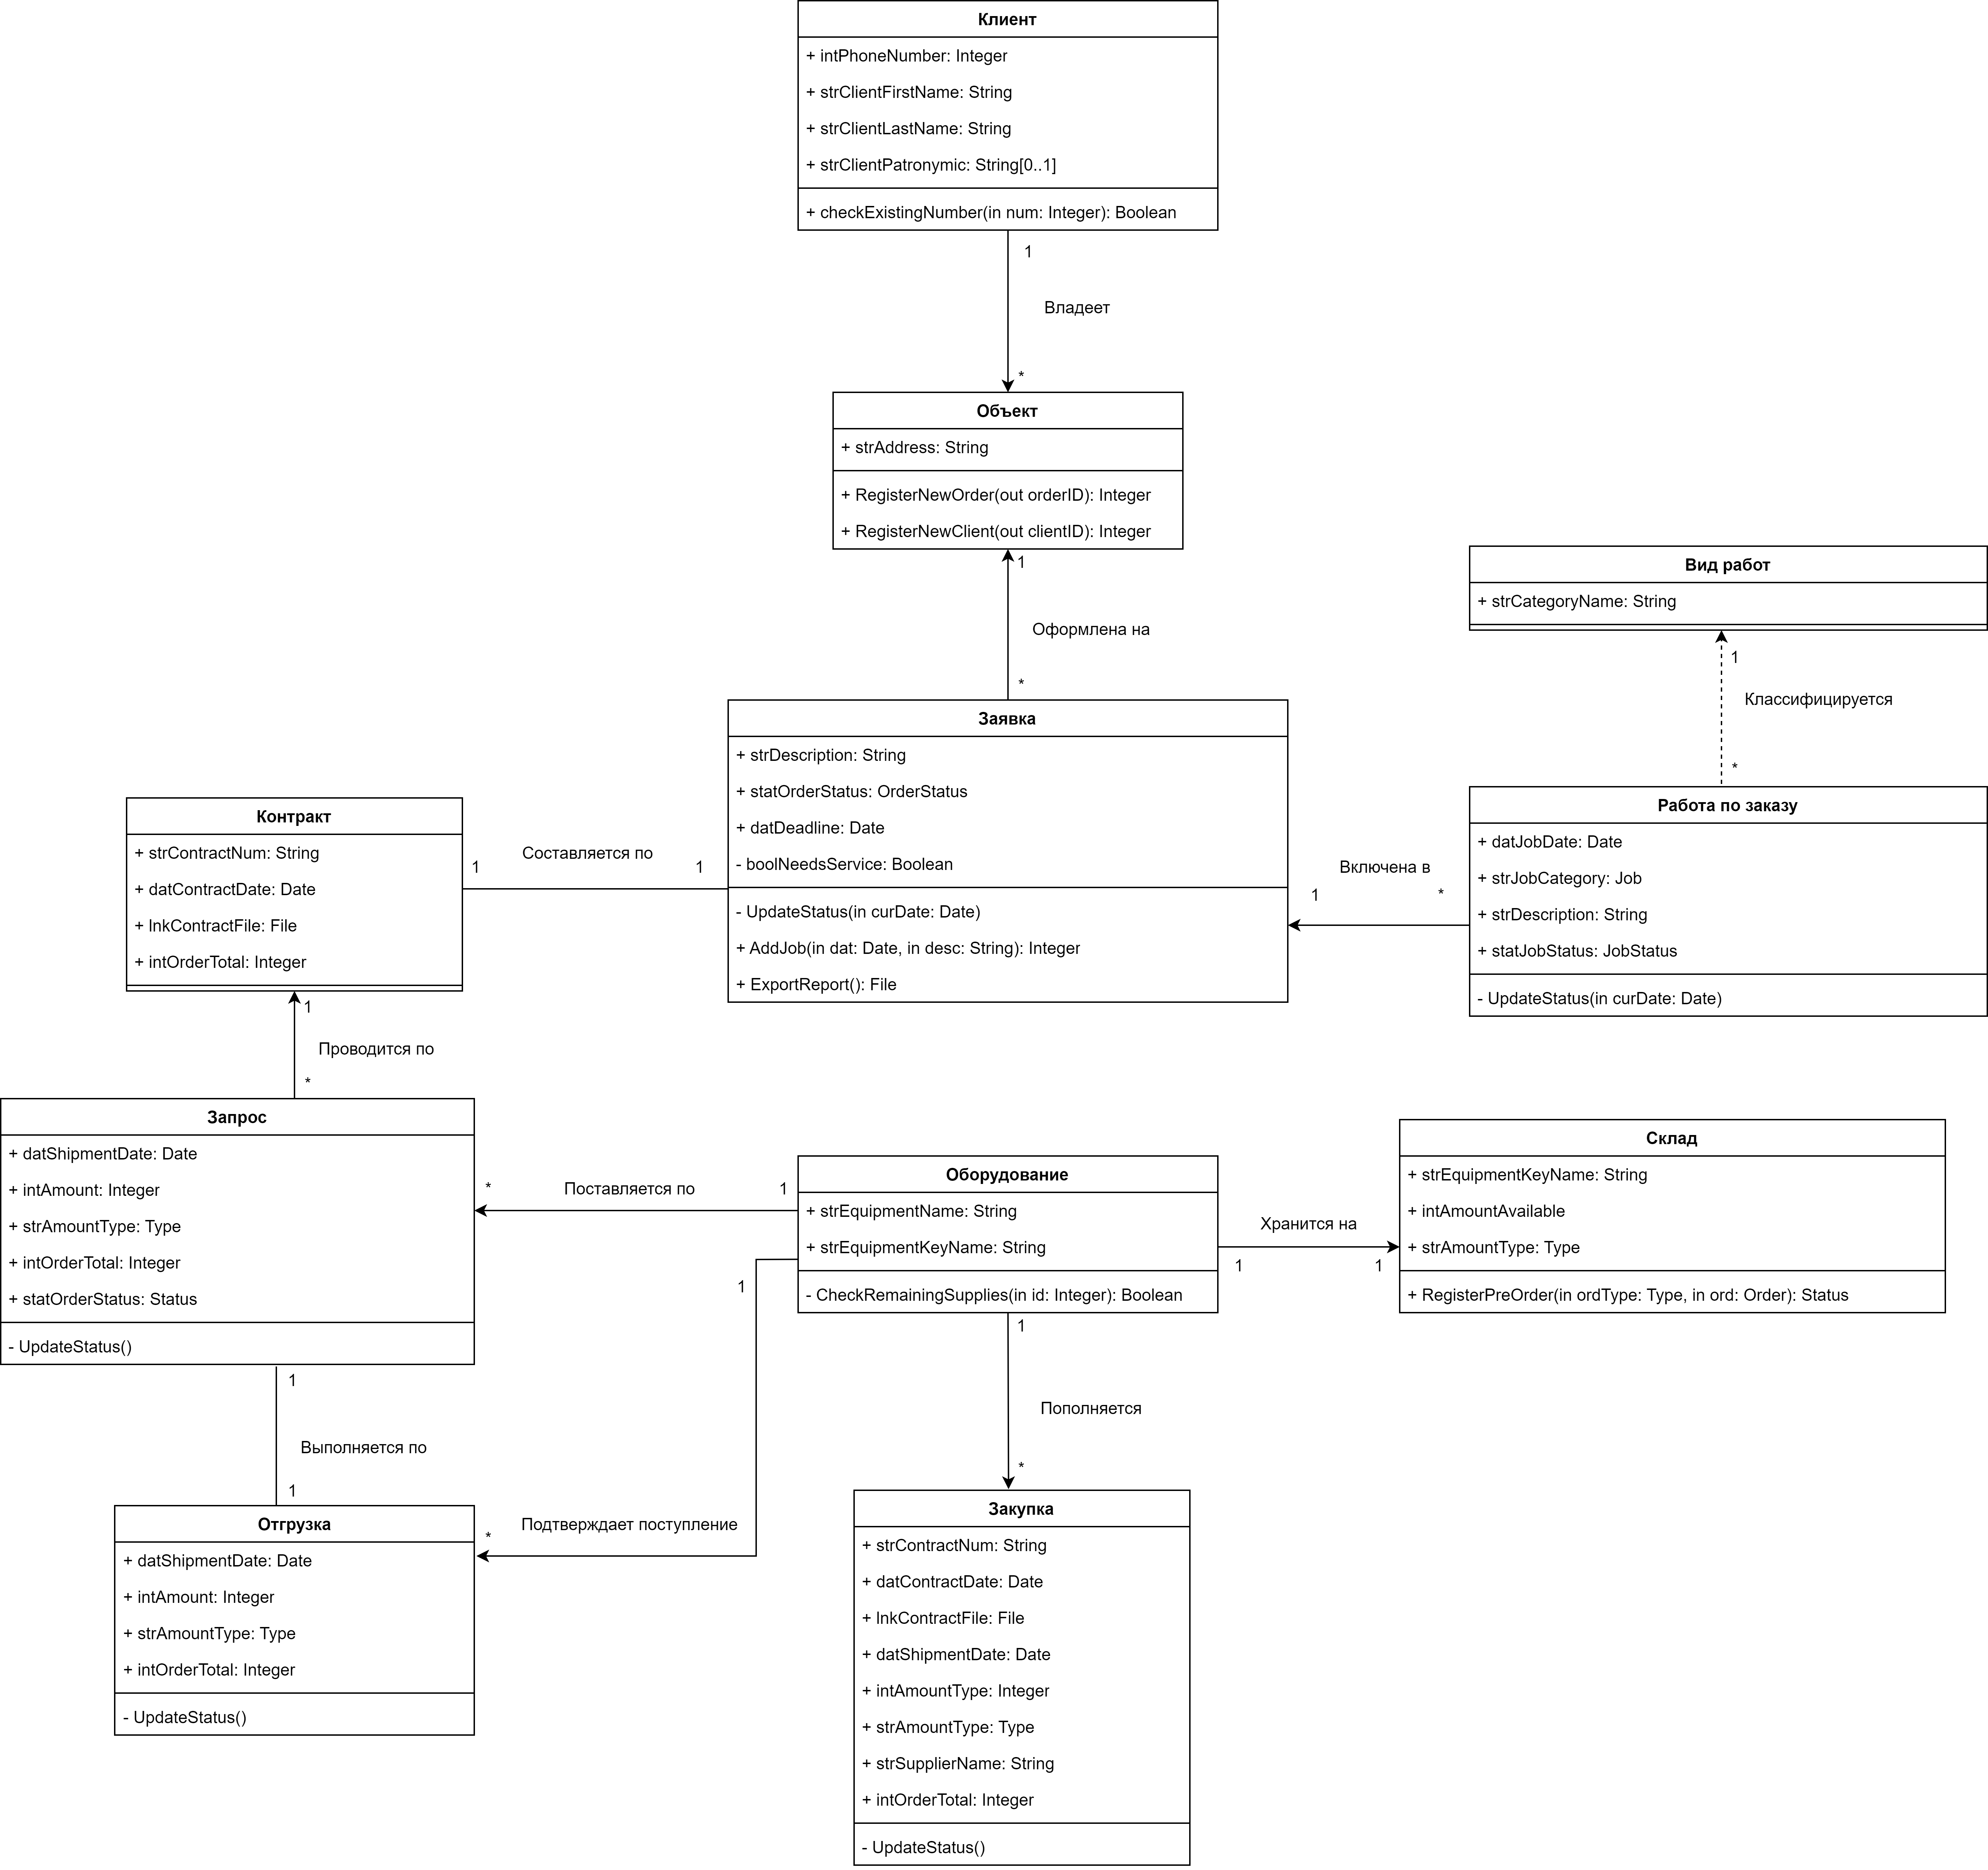 Клиент
+ intPhoneNumber: Integer
+ strClientFirstName: String
+ strClientLastName: String
+ strClientPatronymic: String[0..1]
+ checkExistingNumber(in num: Integer): Boolean
1
Владеет
*
Объект
+ strAddress: String
+ RegisterNewOrder(out orderID): Integer
+ RegisterNewClient(out clientID): Integer
1
Оформлена на
*
Вид работ
+ strCategoryName: String
1
Классифицируется
*
Заявка
+ strDescription: String
+ statOrderStatus: OrderStatus
+ datDeadline: Date
- boolNeedsService: Boolean
- UpdateStatus(in curDate: Date)
+ AddJob(in dat: Date, in desc: String): Integer
+ ExportReport(): File
Контракт
+ strContractNum: String
+ datContractDate: Date
+ lnkContractFile: File
+ intOrderTotal: Integer
1
Составляется по
1
Работа по заказу
+ datJobDate: Date
+ strJobCategory: Job
+ strDescription: String
+ statJobStatus: JobStatus
- UpdateStatus(in curDate: Date)
1
Включена в
*
1
Проводится по
*
Запрос
+ datShipmentDate: Date
+ intAmount: Integer
+ strAmountType: Type
+ intOrderTotal: Integer
+ statOrderStatus: Status
- UpdateStatus()
*
Поставляется по
1
Оборудование
+ strEquipmentName: String
+ strEquipmentKeyName: String
- CheckRemainingSupplies(in id: Integer): Boolean
Хранится на
1
1
Склад
+ strEquipmentKeyName: String
+ intAmountAvailable
+ strAmountType: Type
+ RegisterPreOrder(in ordType: Type, in ord: Order): Status
1
1
Пополняется
*
1
Выполняется по
1
Отгрузка
+ datShipmentDate: Date
+ intAmount: Integer
+ strAmountType: Type
+ intOrderTotal: Integer
- UpdateStatus()
*
Подтверждает поступление
Закупка
+ strContractNum: String
+ datContractDate: Date
+ lnkContractFile: File
+ datShipmentDate: Date
+ intAmountType: Integer
+ strAmountType: Type
+ strSupplierName: String
+ intOrderTotal: Integer
- UpdateStatus()